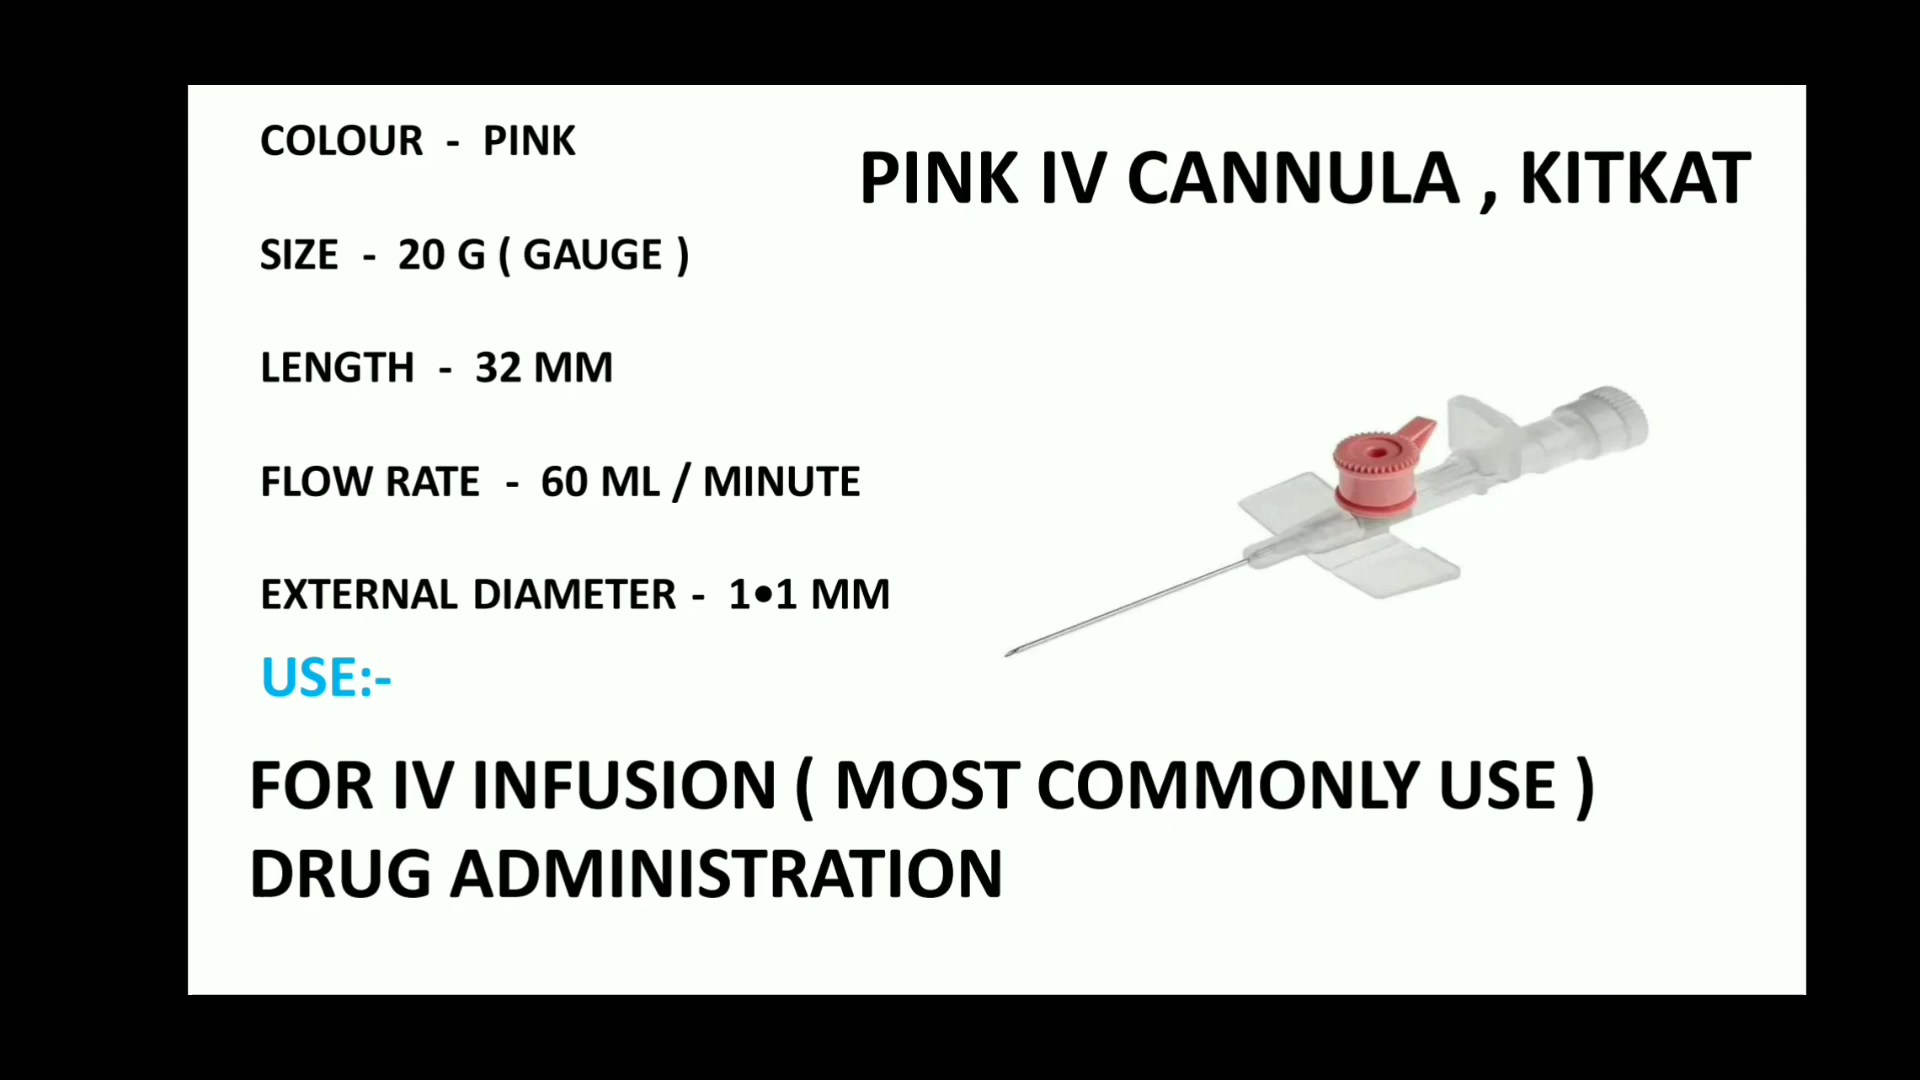 COLOUR - PINK
PINK IV CANNULA , KITKAT
SIZE - 20 G ( GAUGE )
LENGTH - 32 MM
FLOW RATE - 60 ML / MINUTE
EXTERNAL DIAMETER - 1•1 MM
USE:-
FOR IV INFUSION ( MOST COMMONLY USE )
DRUG ADMINISTRATION